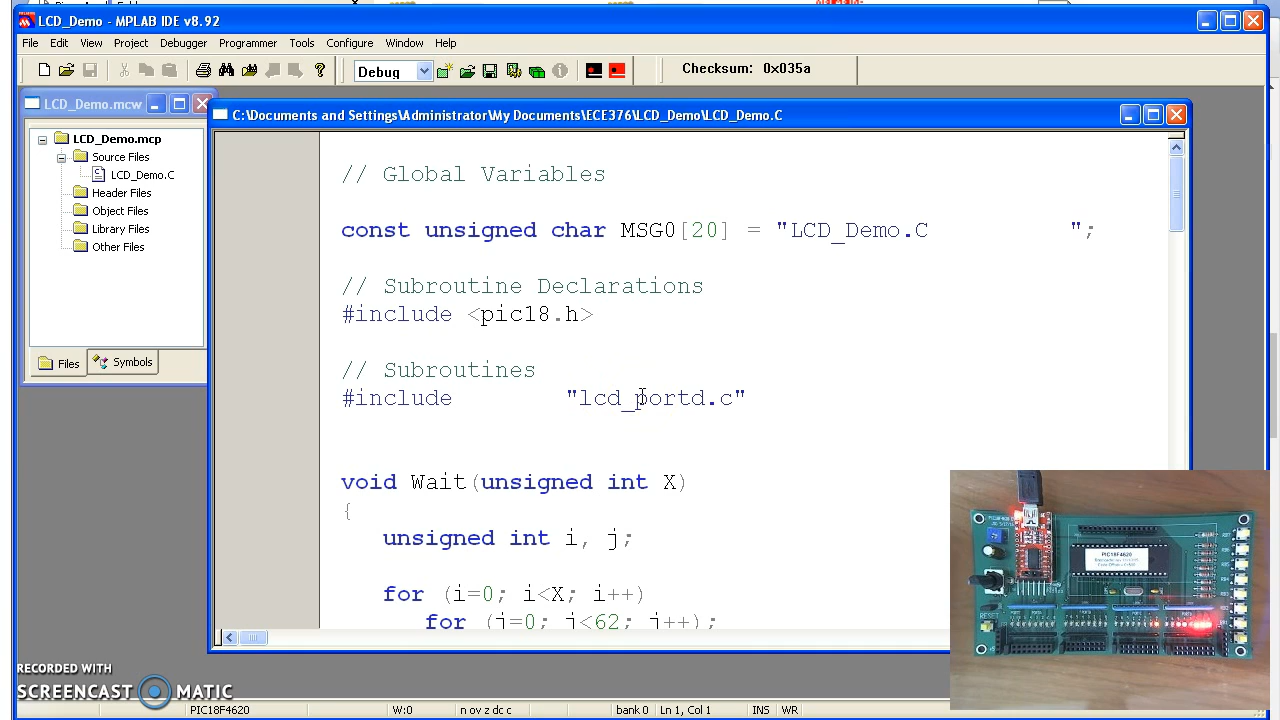 LCD_Demo - MPLAB IDE v8.92
File Edit View Project Debugger Programmer Tools Configure Window Help
Debug Checksum: 0x035a
LCD_Demo.mcw
LCD_Demo.mcp
Source Files
LCD_Demo.C
Header Files
Object Files
Library Files
Other Files
Files Symbols
C:\Documents and Settings\Administrator\My Documents\ECE376\LCD_Demo\LCD_Demo.C
// Global Variables
const unsigned char MSG0[20] = "LCD_Demo.C          ";
// Subroutine Declarations
#include <pic18.h>
// Subroutines
#include        "lcd_portd.c"
void Wait(unsigned int X)
{
unsigned int i, j;
for (i=0; i<X; i++)
for (j=0; j<62; j++);
PIC18F4620
RESET
RECORDED WITH
SCREENCAST MATIC
PIC18F4620 W:0 n ov z dc c bank 0 Ln 1, Col 1 INS WR